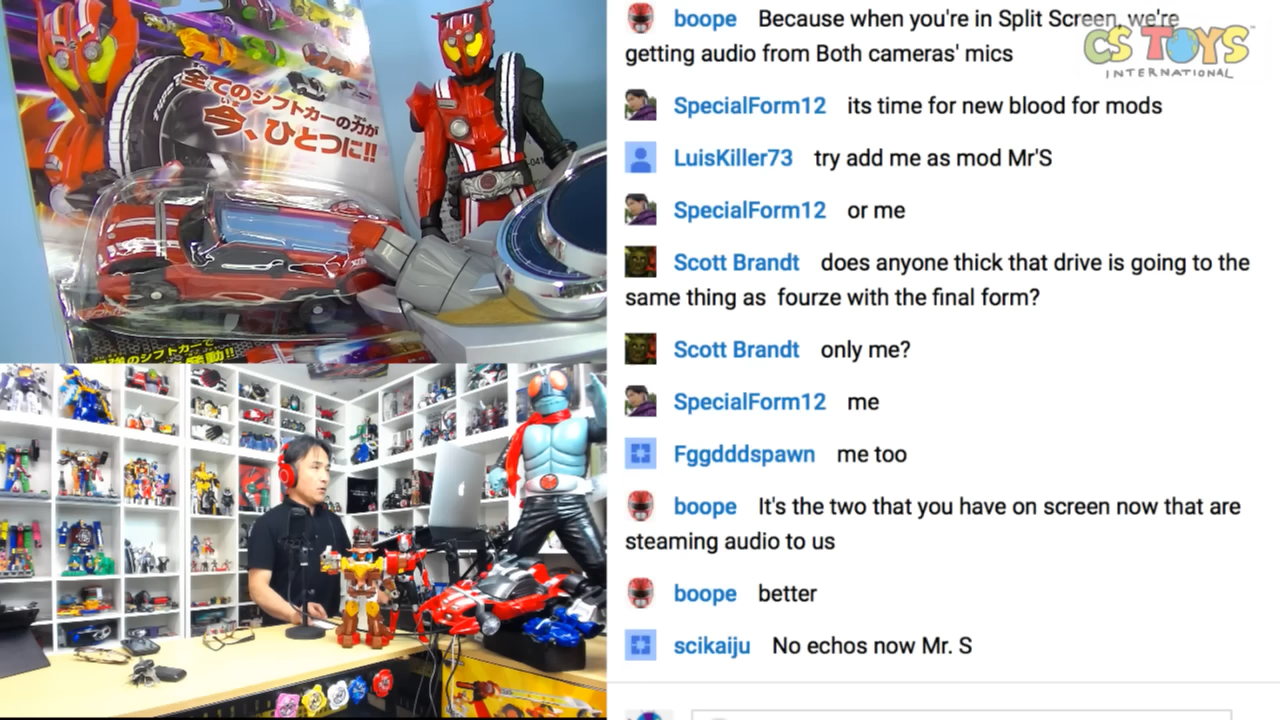 全てのシフトカーの力が
今、ひとつに!!
boope Because when you're in Split Screen, we're
getting audio from Both cameras' mics
CS TOYS
INTERNATIONAL
SpecialForm12 its time for new blood for mods
LuisKiller73 try add me as mod Mr'S
SpecialForm12 or me
Scott Brandt does anyone thick that drive is going to the
same thing as fourze with the final form?
Scott Brandt only me?
SpecialForm12 me
Fggdddspawn me too
boope It's the two that you have on screen now that are
steaming audio to us
boope better
scikaiju No echos now Mr. S